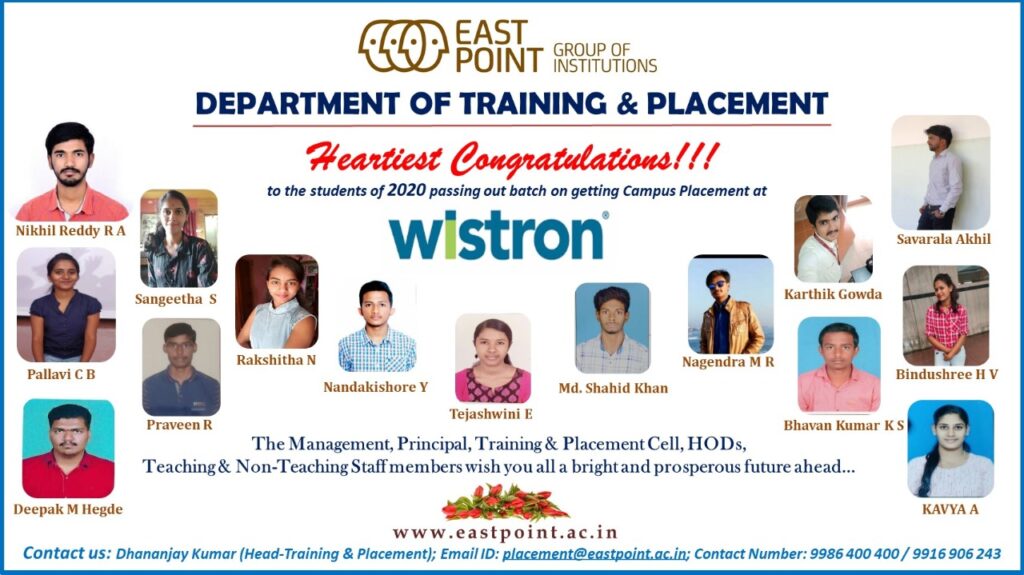 EAST
POINT
GROUP OF
INSTITUTIONS
DEPARTMENT OF TRAINING & PLACEMENT
Heartiest Congratulations!!!
to the students of 2020 passing out batch on getting Campus Placement at
wistron®
Nikhil Reddy R A
Sangeetha S
Savarala Akhil
Karthik Gowda
Pallavi C B
Rakshitha N
Nandakishore Y
Nagendra M R
Bindushree H V
Praveen R
Tejashwini E
Md. Shahid Khan
Bhavan Kumar K S
Deepak M Hegde
KAVYA A
The Management, Principal, Training & Placement Cell, HODs,
Teaching & Non-Teaching Staff members wish you all a bright and prosperous future ahead...
www.eastpoint.ac.in
Contact us: Dhananjay Kumar (Head-Training & Placement); Email ID: placement@eastpoint.ac.in; Contact Number: 9986 400 400 / 9916 906 243